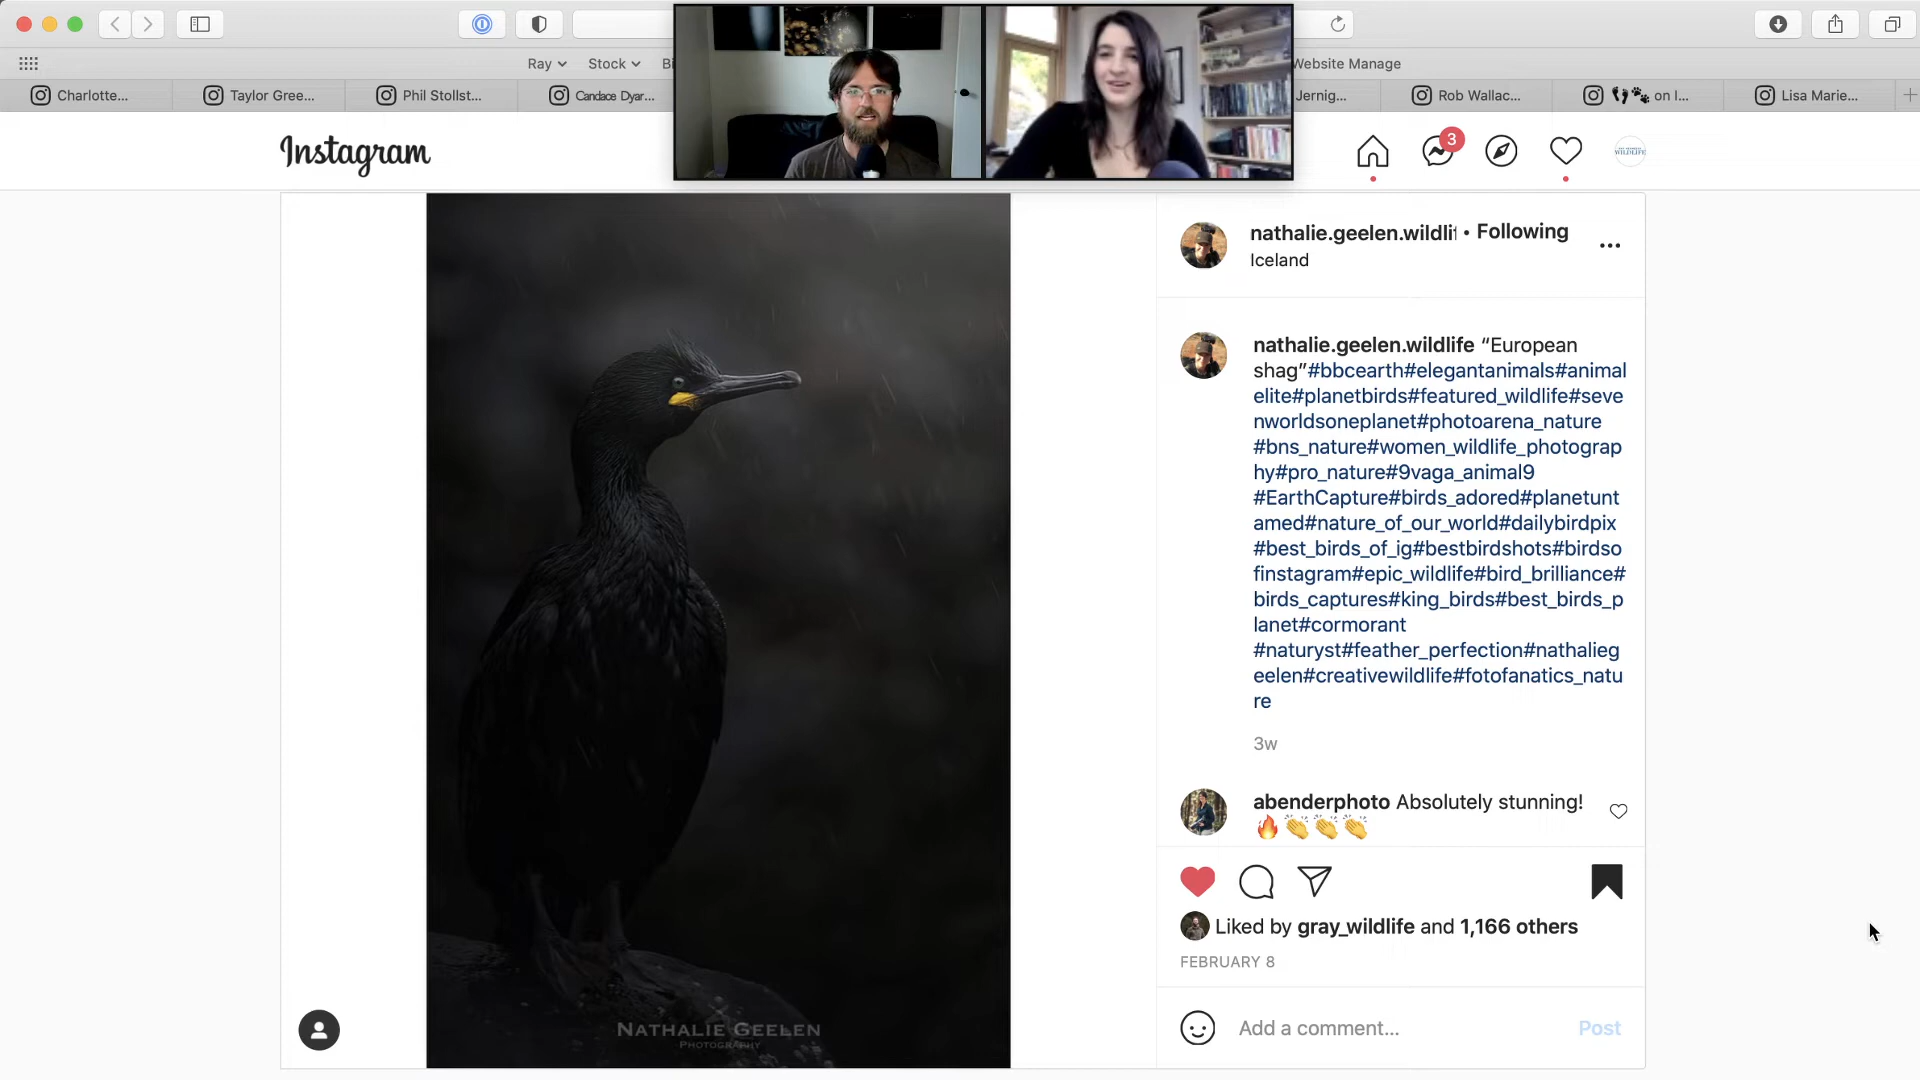 Ray
Stock
Bi
Website Manage
Charlotte...
Taylor Gree...
Phil Stollst...
Candace Dyar...
Jernig...
Rob Wallac...
👣🐾 on I...
Lisa Marie...
Instagram
3
WILDLIFE
nathalie.geelen.wildli • Following
Iceland
nathalie.geelen.wildlife “European
shag”#bbcearth#elegantanimals#animal
elite#planetbirds#featured_wildlife#seve
nworldsoneplanet#photoarena_nature
#bns_nature#women_wildlife_photograp
hy#pro_nature#9vaga_animal9
#EarthCapture#birds_adored#planetunt
amed#nature_of_our_world#dailybirdpix
#best_birds_of_ig#bestbirdshots#birdso
finstagram#epic_wildlife#bird_brilliance#
birds_captures#king_birds#best_birds_p
lanet#cormorant
#naturyst#feather_perfection#nathalieg
eelen#creativewildlife#fotofanatics_natu
re
3w
abenderphoto Absolutely stunning!
🔥👏👏👏
Liked by gray_wildlife and 1,166 others
FEBRUARY 8
Add a comment... Post
NATHALIE GEELEN
PHOTOGRAPHY